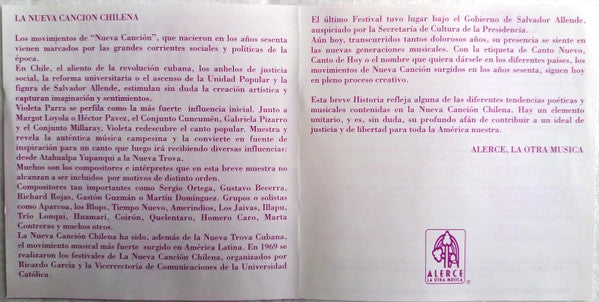 LA NUEVA CANCION CHILENA
Los movimientos de "Nueva Canción", que nacieron en los años sesenta
vienen marcados por las grandes corrientes sociales y políticas de la
época.
En Chile, el aliento de la revolución cubana, los anhelos de justicia
social, la reforma universitaria o el ascenso de la Unidad Popular y la
figura de Salvador Allende, estimulan sin duda la creación artística y
capturan imaginación y sentimientos.
Violeta Parra se perfila como la más fuerte influencia inicial. Junto a
Margot Loyola o Héctor Pavez, el Conjunto Cuncumén, Gabriela Pizarro
y el Conjunto Millaray, Violeta redescubre el canto popular. Muestra y
revela la auténtica música campesina y la convierte en fuente de
inspiración para un canto que luego irá recibiendo diversas influencias:
desde Atahualpa Yupanqui a la Nueva Trova.
Muchos son los compositores e intérpretes que en esta breve muestra no
alcanzan a ser incluidos por motivos de distinto orden.
Compositores tan importantes como Sergio Ortega, Gustavo Becerra,
Richard Rojas, Gastón Guzmán o Martín Domínguez. Grupos o solistas
como Aparcoa, los Blops, Tiempo Nuevo, Amerindios, Los Jaivas, Illapu,
Trío Lonqui, Huamarí, Coirón, Quelentaro, Homero Caro, Marta
Contreras y muchos otros.
La Nueva Canción Chilena ha sido, además de la Nueva Trova Cubana,
el movimiento musical más fuerte surgido en América Latina. En 1969 se
realizaron los festivales de La Nueva Canción Chilena, organizados por
Ricardo García y la Vicerrectoría de Comunicaciones de la Universidad
Católica.
El último Festival tuvo lugar bajo el Gobierno de Salvador Allende,
auspiciado por la Secretaría de Cultura de la Presidencia.
Aún hoy, transcurridos tantos dolorosos años, su presencia se siente en
las nuevas generaciones musicales. Con la etiqueta de Canto Nuevo,
Canto de Hoy o el nombre que quiera dársele en los diferentes países, los
movimientos de Nueva Canción surgidos en los años sesenta, siguen hoy
en pleno proceso creativo.
Esta breve Historia refleja alguna de las diferentes tendencias poéticas y
musicales contenidas en la Nueva Canción Chilena. Hay un elemento
unitario, y es, sin duda, su profundo afán de contribuir a un ideal de
justicia y de libertad para toda la América nuestra.
ALERCE, LA OTRA MUSICA
ALERCE
LA OTRA MUSICA
®